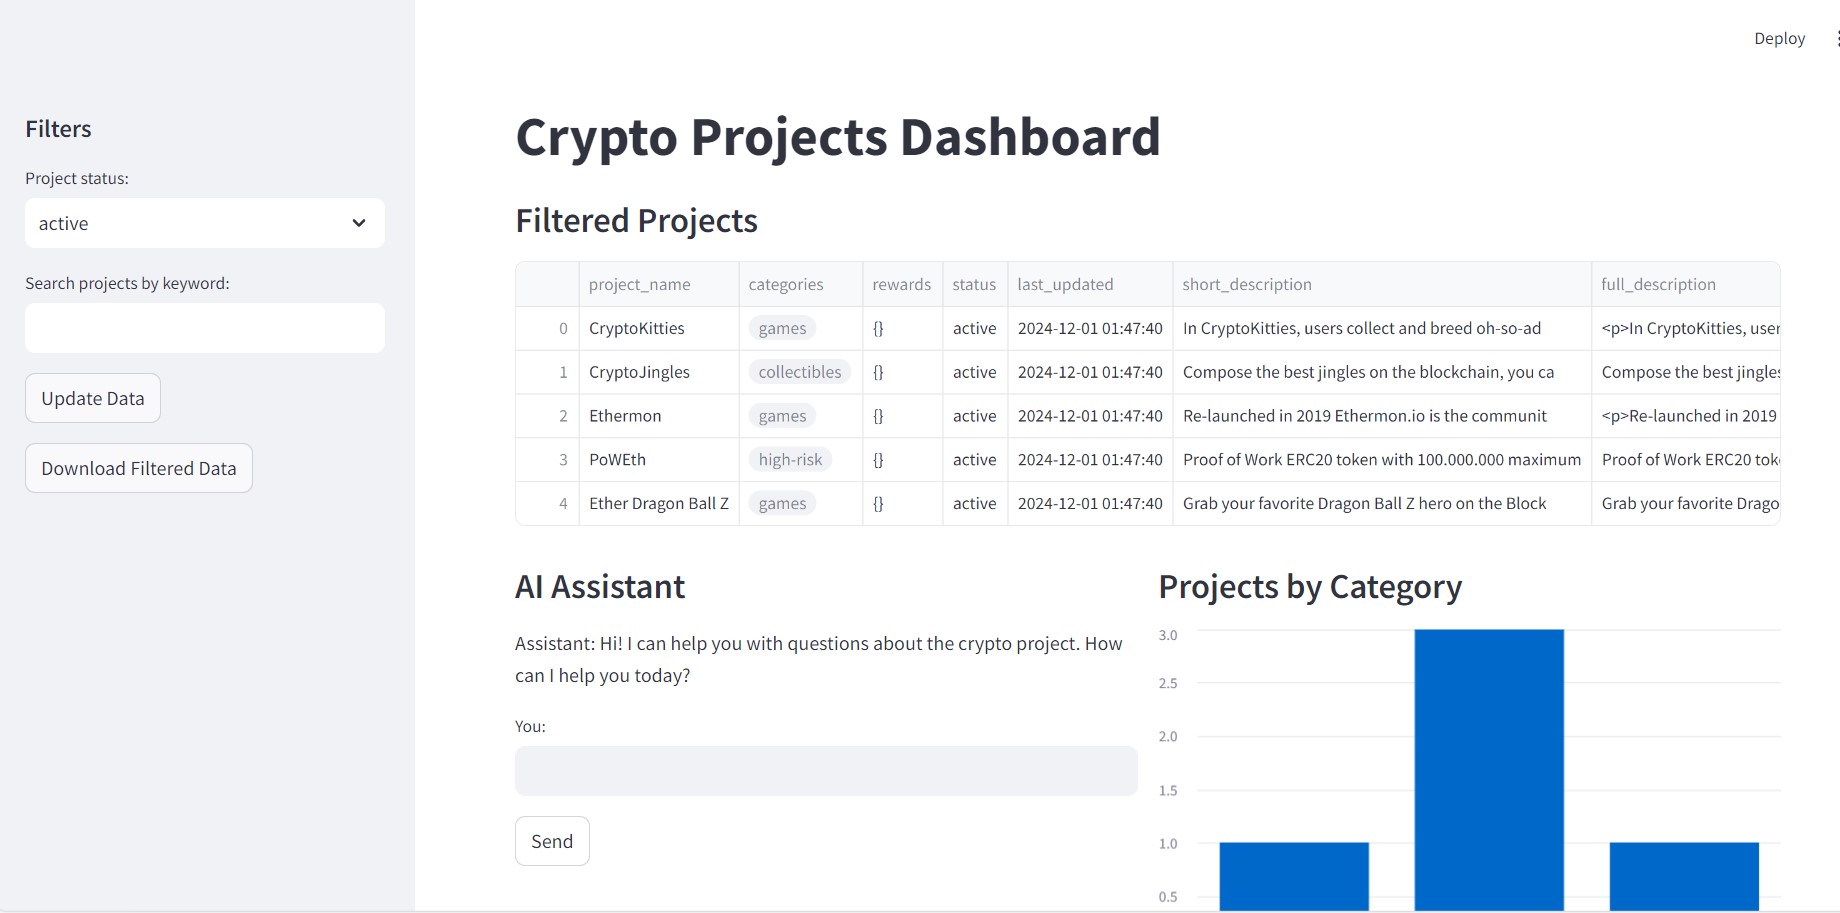 Deploy
Filters
Project status:
active
Search projects by keyword:
Update Data
Download Filtered Data
Crypto Projects Dashboard
Filtered Projects
project_name categories rewards status last_updated short_description full_description
0 CryptoKitties games {} active 2024-12-01 01:47:40 In CryptoKitties, users collect and breed oh-so-ad <p>In CryptoKitties, user
1 CryptoJingles collectibles {} active 2024-12-01 01:47:40 Compose the best jingles on the blockchain, you ca Compose the best jingles
2 Ethermon games {} active 2024-12-01 01:47:40 Re-launched in 2019 Ethermon.io is the communit <p>Re-launched in 2019
3 PoWEth high-risk {} active 2024-12-01 01:47:40 Proof of Work ERC20 token with 100.000.000 maximum Proof of Work ERC20 tok
4 Ether Dragon Ball Z games {} active 2024-12-01 01:47:40 Grab your favorite Dragon Ball Z hero on the Block Grab your favorite Drago
AI Assistant
Assistant: Hi! I can help you with questions about the crypto project. How
can I help you today?
You:
Send
Projects by Category
3.0
2.5
2.0
1.5
1.0
0.5